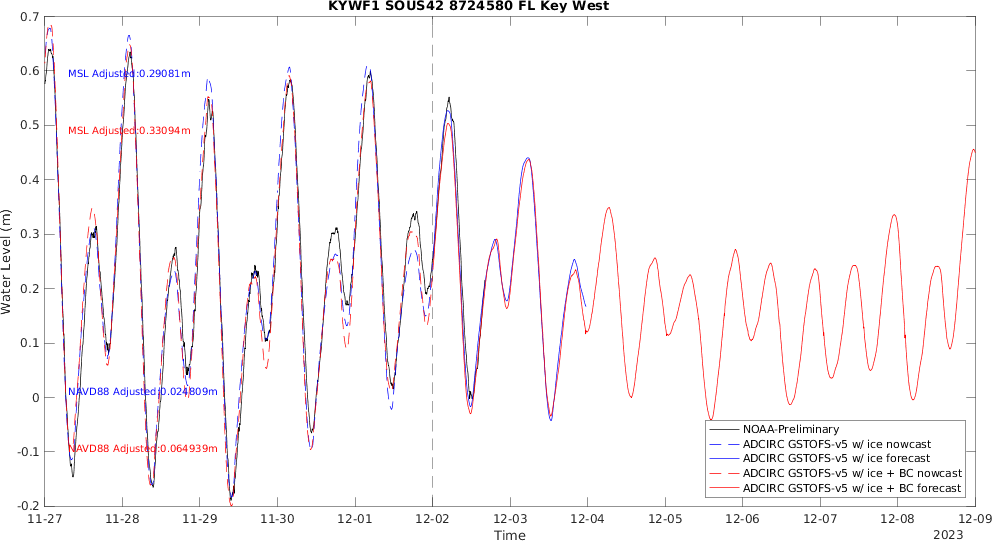 KYWF1 SOUS42 8724580 FL Key West
0.7
0.6
0.5
0.4
0.3
0.2
0.1
0
-0.1
-0.2
Water Level (m)
MSL Adjusted:0.29081m
MSL Adjusted:0.33094m
NAVD88 Adjusted:0.024809m
NAVD88 Adjusted:0.064939m
NOAA-Preliminary
ADCIRC GSTOFS-v5 w/ ice nowcast
ADCIRC GSTOFS-v5 w/ ice forecast
ADCIRC GSTOFS-v5 w/ ice + BC nowcast
ADCIRC GSTOFS-v5 w/ ice + BC forecast
11-27 11-28 11-29 11-30 12-01 12-02 12-03 12-04 12-05 12-06 12-07 12-08 12-09
Time
2023